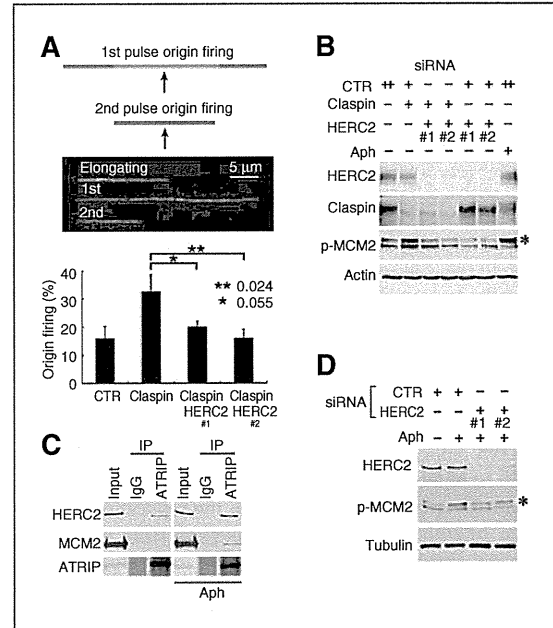 A
1st pulse origin firing
2nd pulse origin firing
Elongating
5 µm
1st
2nd
Origin firing (%)
40
30
20
10
0
**
*
** 0.024
* 0.055
CTR
Claspin
Claspin HERC2 #1
Claspin HERC2 #2
B
siRNA
CTR ++ + − − + + ++
Claspin − + + + − − −
HERC2 − − + + + + −
#1 #2 #1 #2
Aph − − − − − − +
HERC2
Claspin
p-MCM2 *
Actin
C
IP IP
Input IgG ATRIP Input IgG ATRIP
HERC2
MCM2
ATRIP
Aph
D
siRNA
CTR + + − −
HERC2 − − + +
#1 #2
Aph − + + +
HERC2
p-MCM2 *
Tubulin